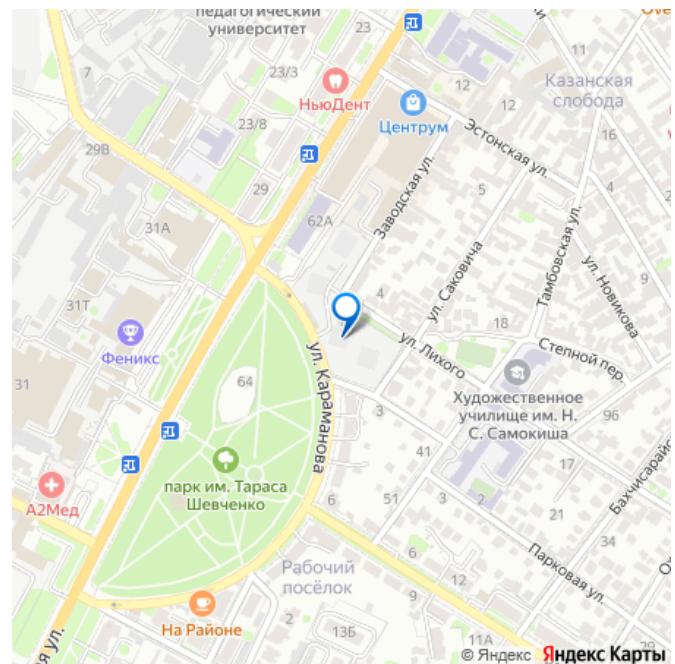 педагогический
университет
23
Ove
12
7
23/3
НьюДент
12
Казанская
слобода
Центрум
23/8
Эстонская ул.
16
29В
Заводская ул.
5
29
4
62А
31А
Тамбовская ул.
ул. Саковича
ул. Новикова
9
31Т
4
Феникс
18
ул. Лихого
Степной пер.
31
ул. Караманова
64
Художественное
училище им. Н.
С. Самокиша
3
96
41
Бахчисарайс
парк им. Тараса
Шевченко
17
А2Мед
6
51
3
2
21
34
Парковая ул.
Рабочий
посёлок
6
12
9
На Районе
2
13Б
11А
ая ул.
© Яндекс Яндекс Карты